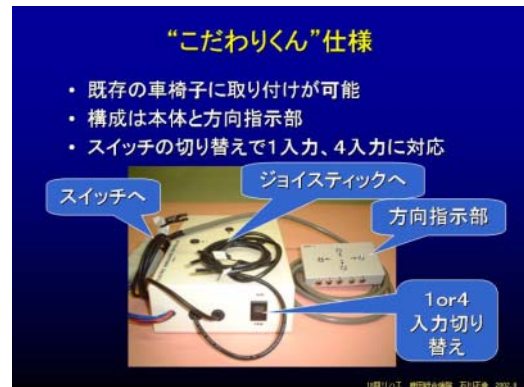 “こだわりくん”仕様
• 既存の車椅子に取り付けが可能
• 構成は本体と方向指示部
• スイッチの切り替えで1入力、4入力に対応
スイッチへ
ジョイスティックへ
方向指示部
1or4
入力切り
替え